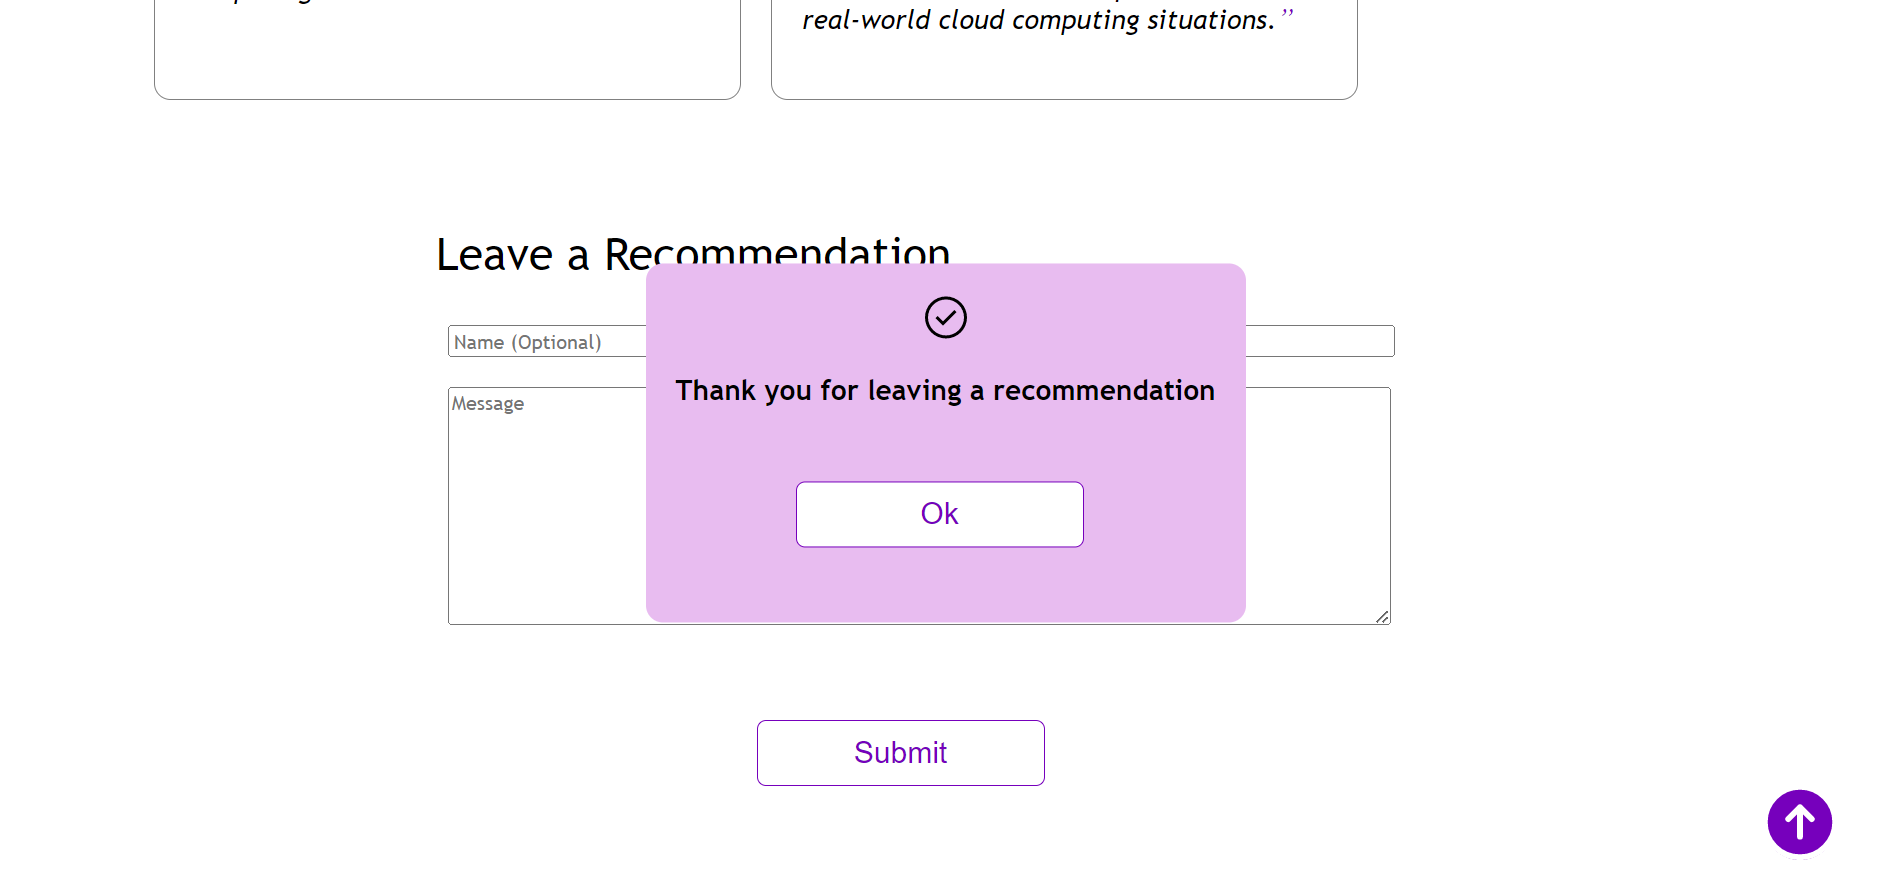 real-world cloud computing situations.”
Leave a Recommendation
Name (Optional)
Thank you for leaving a recommendation
Message
Ok
Submit